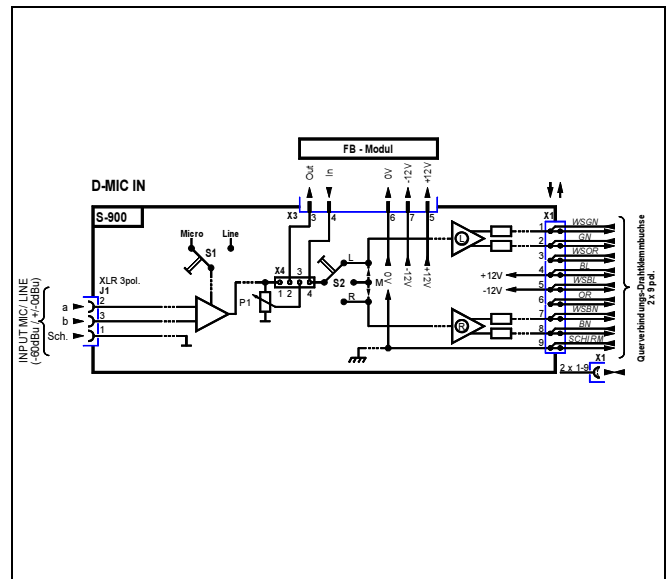 FB - Modul
Out
In
0V
-12V
+12V
D-MIC IN
S-900
X3
3
4
6
7
5
Micro
Line
S1
X1
XLR 3pol.
J1
INPUT MIC/ LINE
(-60dBu / +/-0dBu)
a
2
b
3
Sch.
1
X4
3
1
2
4
P1
S2
L
M
R
0V
-12V
+12V
L
R
+12V
-12V
1
WSGN
2
GN
3
WSOR
4
BL
5
WSBL
6
OR
7
WSBN
8
BN
9
SCHIRM
X1
2 x 1-9
Querverbindungs-Drahtklemmbuchse
2 x 9 pol.